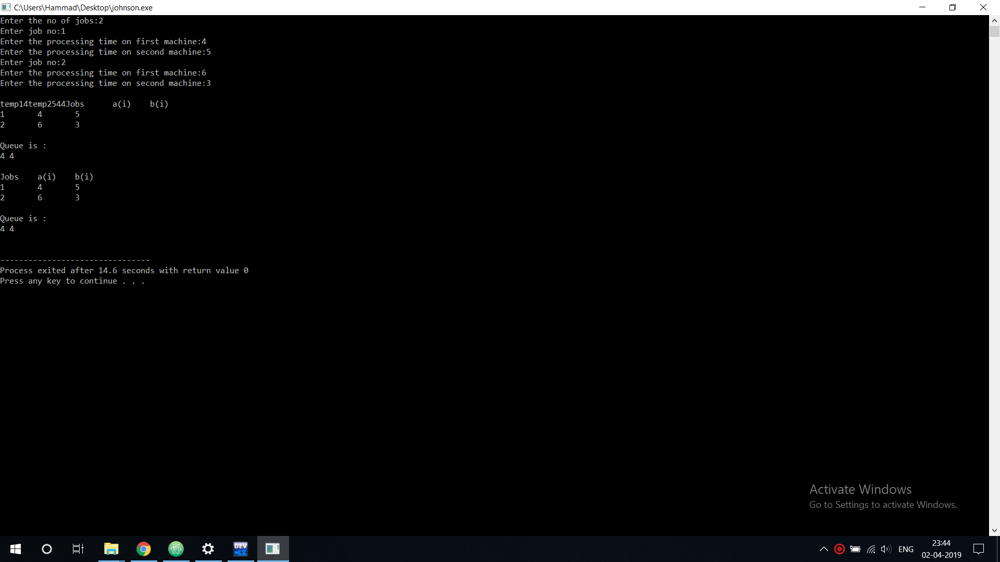 C:\Users\Hammad\Desktop\johnson.exe
Enter the no of jobs:2
Enter job no:1
Enter the processing time on first machine:4
Enter the processing time on second machine:5
Enter job no:2
Enter the processing time on first machine:6
Enter the processing time on second machine:3
temp14temp2544Jobs a(i) b(i)
1 4 5
2 6 3
Queue is :
4 4
Jobs a(i) b(i)
1 4 5
2 6 3
Queue is :
4 4
--------------------------------
Process exited after 14.6 seconds with return value 0
Press any key to continue . . .
Activate Windows
Go to Settings to activate Windows.
DEV
ENG
23:44
02-04-2019